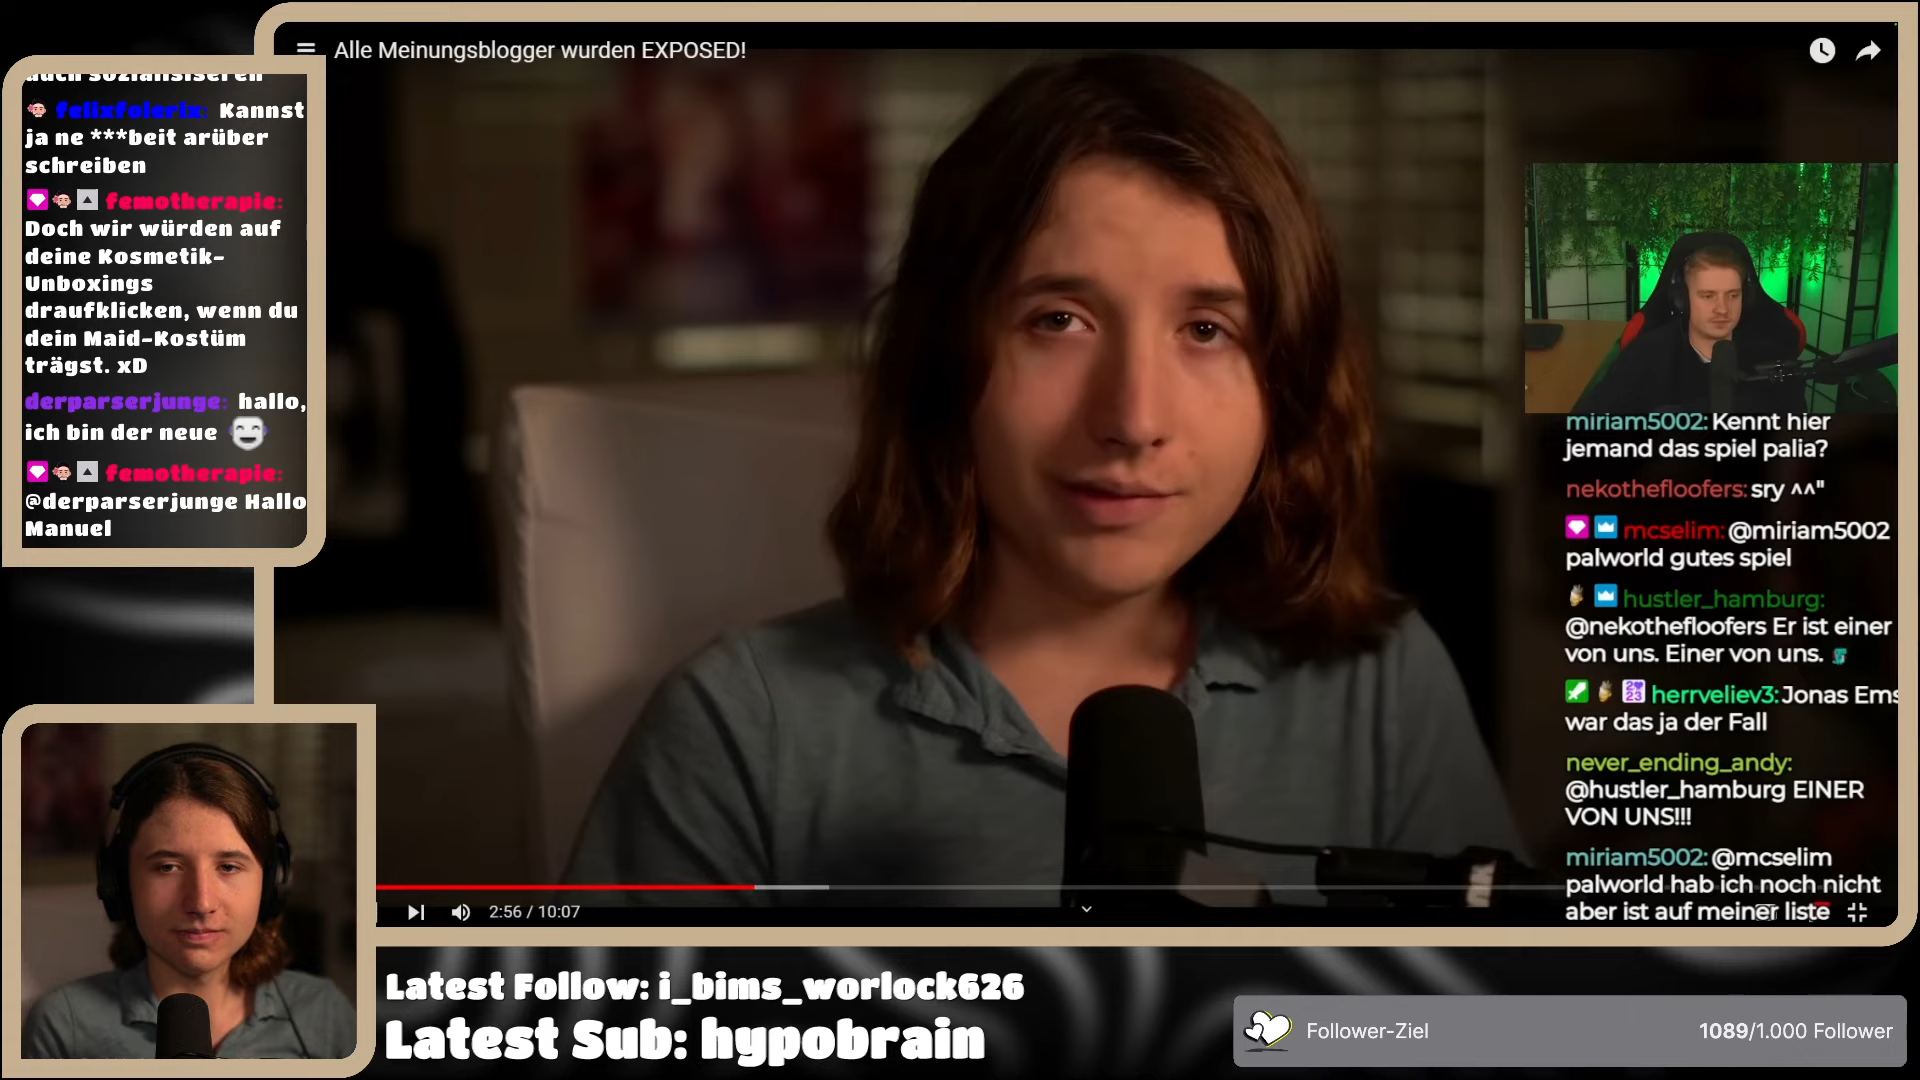 Alle Meinungsblogger wurden EXPOSED!
auch sozialisiseren
felixfolerix: Kannst
ja ne ***beit arüber
schreiben
femotherapie:
Doch wir würden auf
deine Kosmetik-
Unboxings
draufklicken, wenn du
dein Maid-Kostüm
trägst. xD
derparserjunge: hallo,
ich bin der neue
femotherapie:
@derparserjunge Hallo
Manuel
miriam5002: Kennt hier
jemand das spiel palia?
nekothefloofers: sry ^^"
mcselim: @miriam5002
palworld gutes spiel
hustler_hamburg:
@nekothefloofers Er ist einer
von uns. Einer von uns.
herrveliev3: Jonas Ems
war das ja der Fall
never_ending_andy:
@hustler_hamburg EINER
VON UNS!!!
miriam5002: @mcselim
palworld hab ich noch nicht
aber ist auf meiner liste
2:56 / 10:07
Latest Follow: i_bims_worlock626
Latest Sub: hypobrain
Follower-Ziel
1089/1.000 Follower